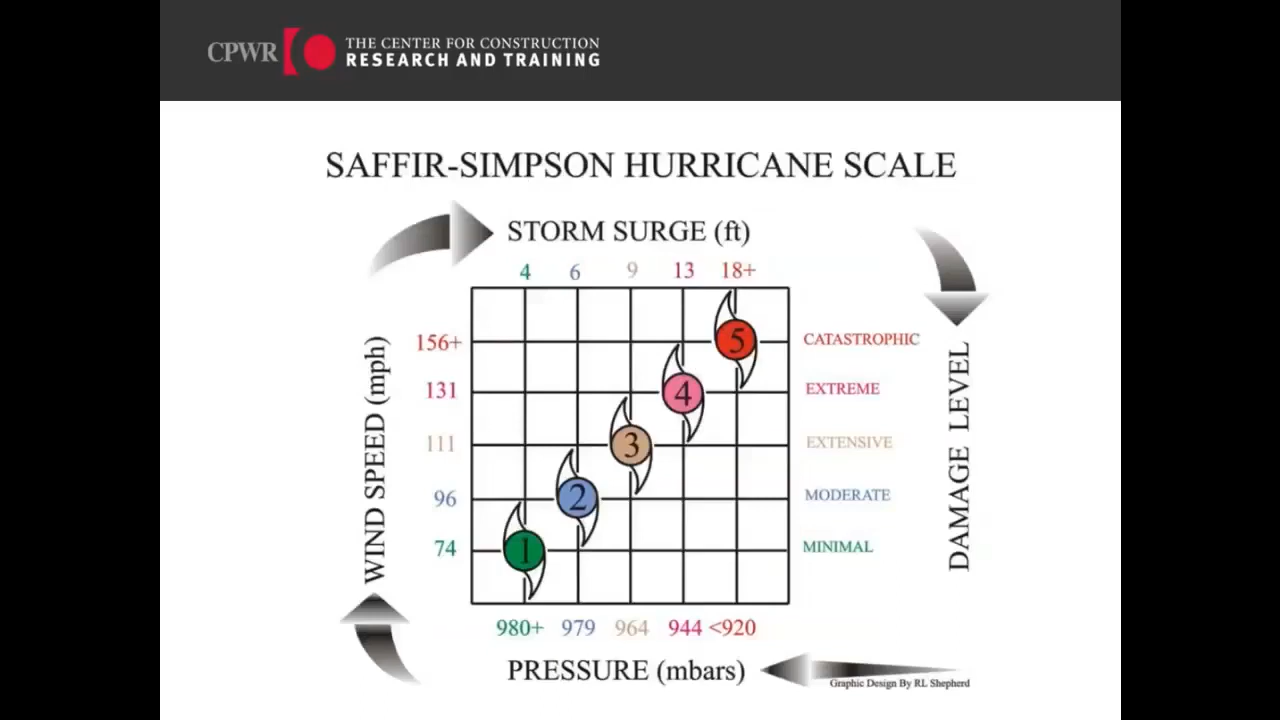 CPWR
THE CENTER FOR CONSTRUCTION
RESEARCH AND TRAINING
SAFFIR-SIMPSON HURRICANE SCALE
STORM SURGE (ft)
4 6 9 13 18+
WIND SPEED (mph)
156+ 5 CATASTROPHIC
131 4 EXTREME
111 3 EXTENSIVE
96 2 MODERATE
74 1 MINIMAL
DAMAGE LEVEL
980+ 979 964 944 <920
PRESSURE (mbars)
Graphic Design By RL Shepherd